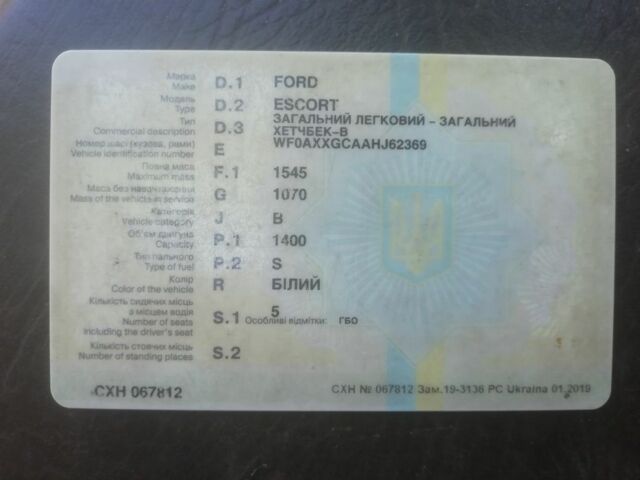 Марка D.1 FORD
Make
Модель D.2 ESCORT
Type
Тип D.3 ЗАГАЛЬНИЙ ЛЕГКОВИЙ - ЗАГАЛЬНИЙ
Commercial description ХЕТЧБЕК-В
Номер шасі (кузова, рами) E WF0AXXGCAAHJ62369
Vehicle identification number
Повна маса F.1 1545
Maximum mass
Маса без навантаження G 1070
Mass of the vehicle in service
Категорія J B
Vehicle category
Об'єм двигуна P.1 1400
Capacity
Тип пального P.2 S
Type of fuel
Колір R БІЛИЙ
Color of the vehicle
Кількість сидячих місць
з місцем водія S.1 5
Number of seats Особливі відмітки: ГБО
including the driver's seat
Кількість стоячих місць S.2
Number of standing places
СХН 067812
СХН № 067812 Зам.19-3136 РС Ukraina 01.2019